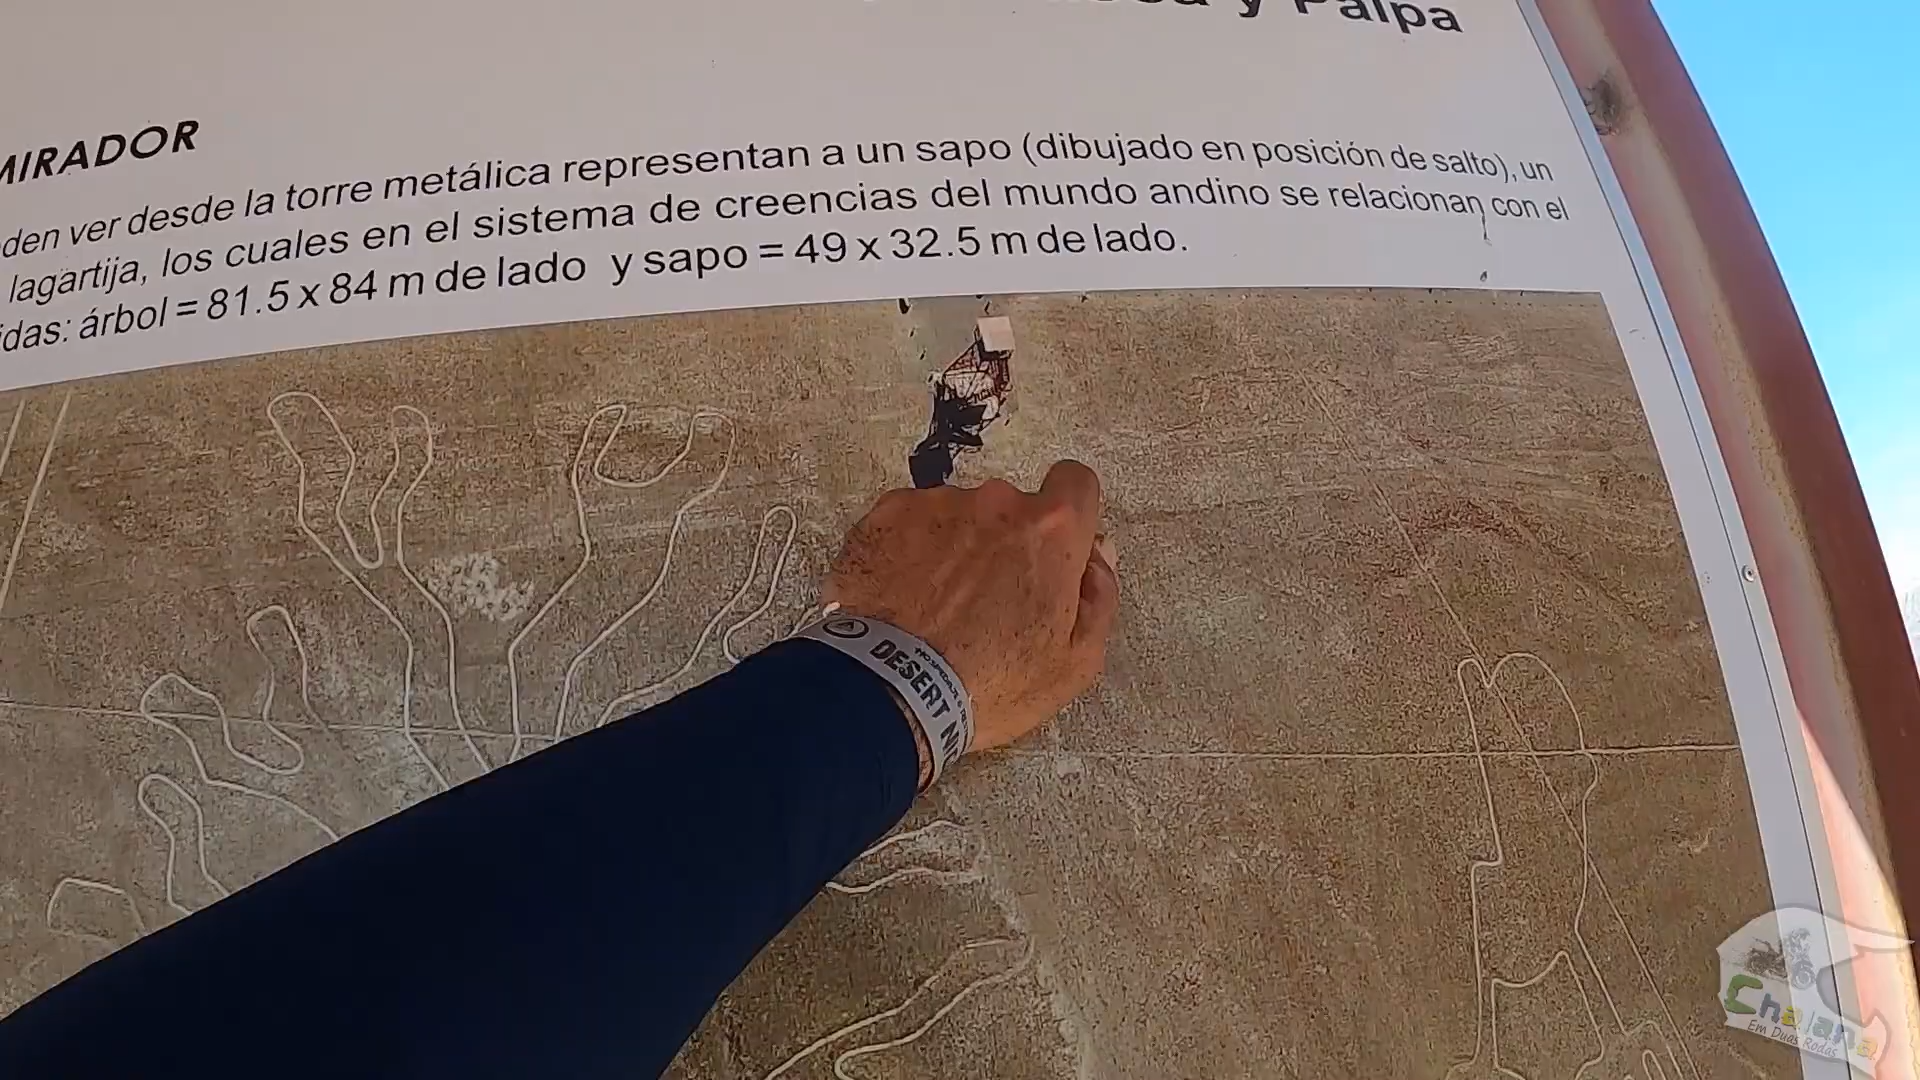 y Palpa
MIRADOR
den ver desde la torre metálica representan a un sapo (dibujado en posición de salto), un
lagartija, los cuales en el sistema de creencias del mundo andino se relacionan con el
idas: árbol = 81.5 x 84 m de lado y sapo = 49 x 32.5 m de lado.
DESERT
Chalana
Em Duas Rodas